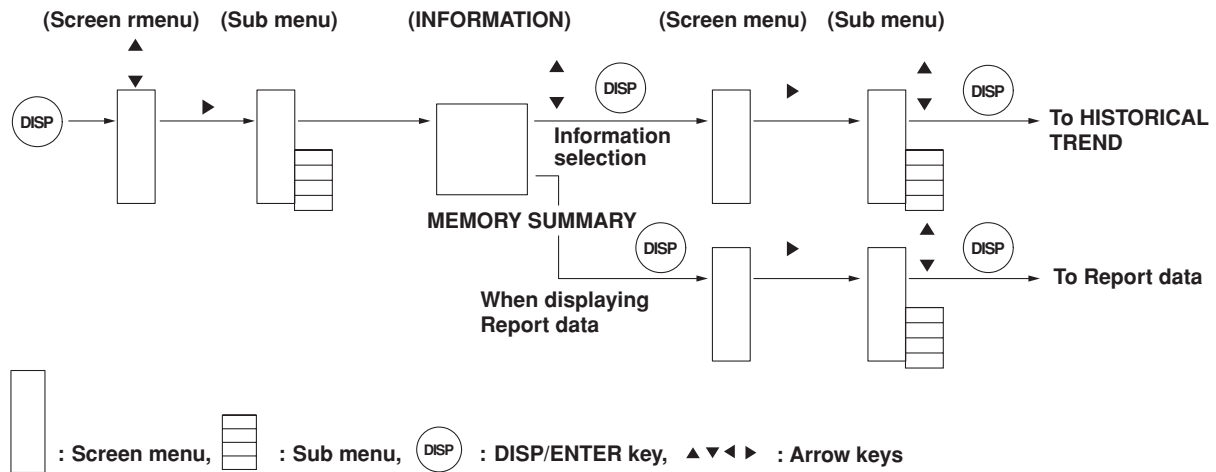 (Screen rmenu) (Sub menu) (INFORMATION) (Screen menu) (Sub menu)
DISP
DISP
DISP
Information
selection
To HISTORICAL
TREND
MEMORY SUMMARY
DISP
DISP
When displaying
Report data
To Report data
: Screen menu, : Sub menu, DISP : DISP/ENTER key, ▲▼◀ ▶ : Arrow keys